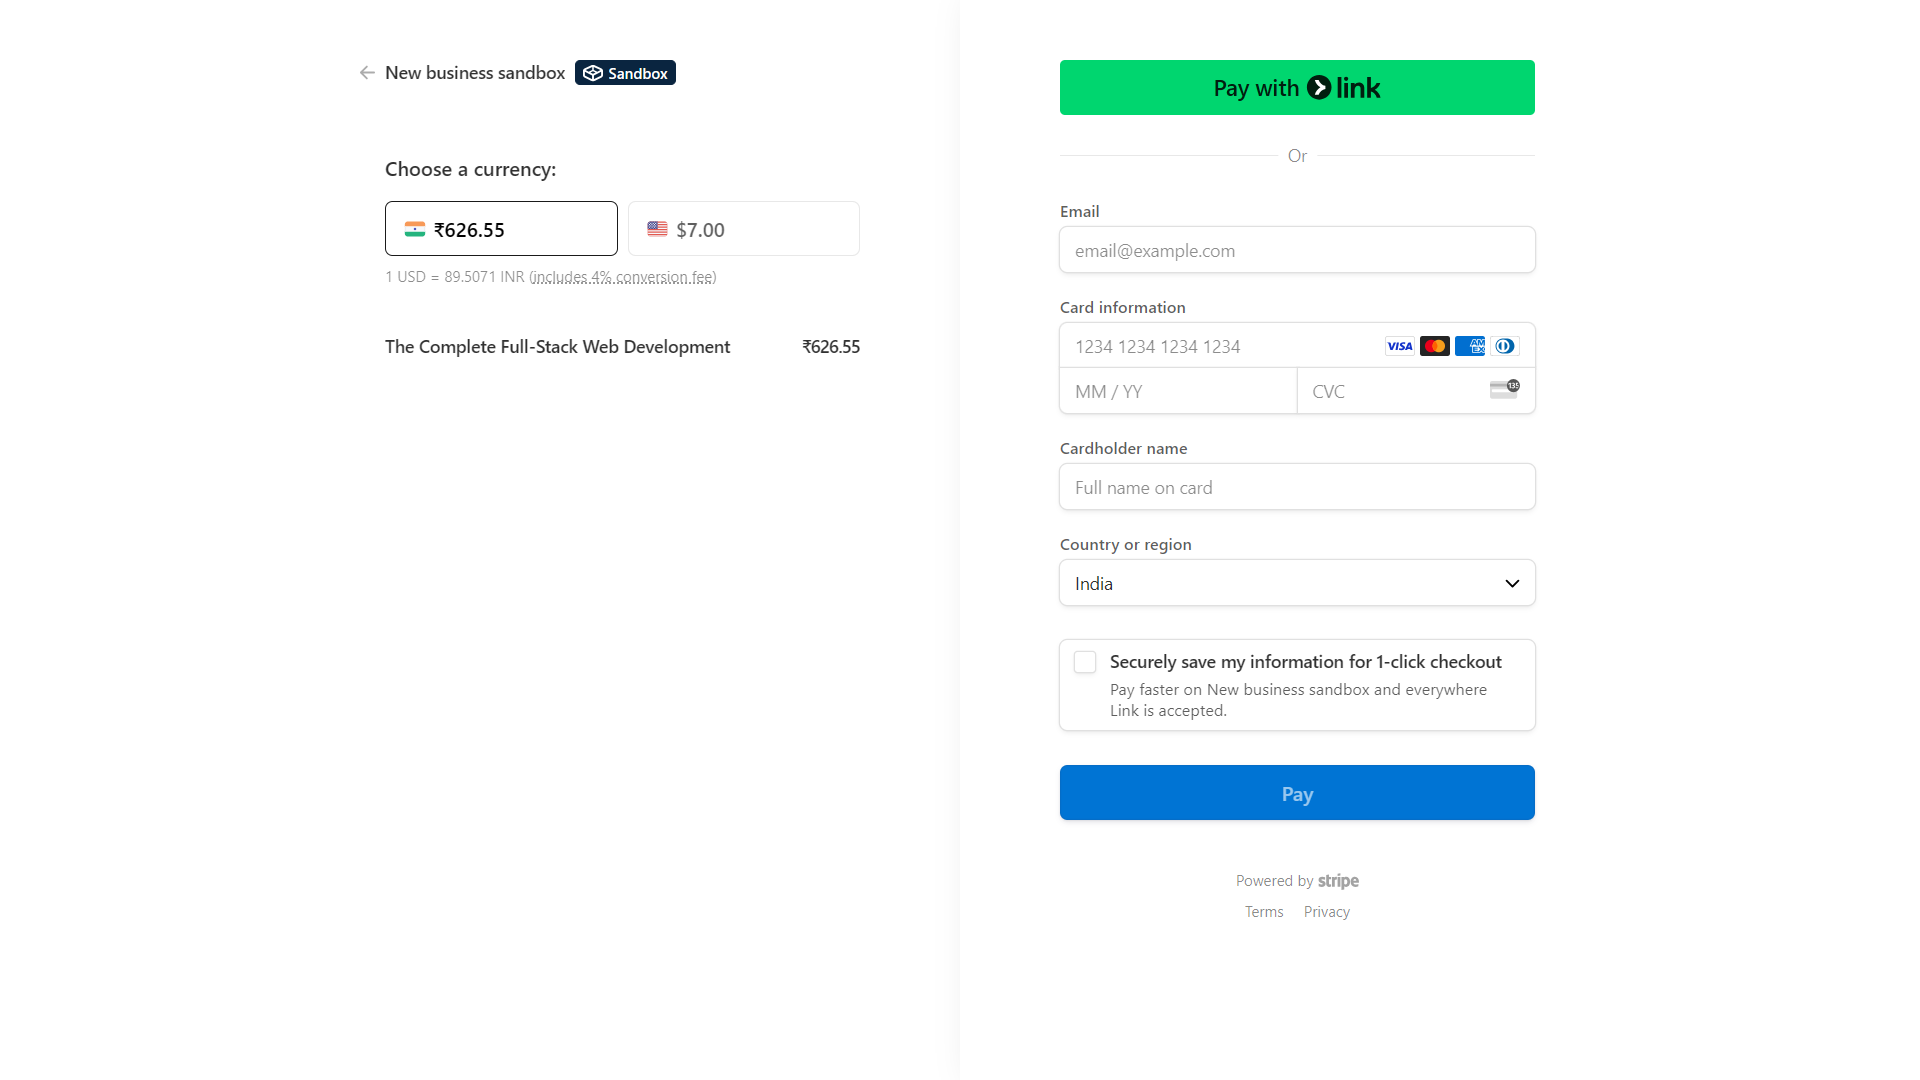 New business sandbox Sandbox
Choose a currency:
₹626.55 $7.00
1 USD = 89.5071 INR (includes 4% conversion fee)
The Complete Full-Stack Web Development ₹626.55
Pay with link
Or
Email
email@example.com
Card information
1234 1234 1234 1234 VISA AM EX
MM / YY CVC 135
Cardholder name
Full name on card
Country or region
India
Securely save my information for 1-click checkout
Pay faster on New business sandbox and everywhere
Link is accepted.
Pay
Powered by stripe
Terms Privacy